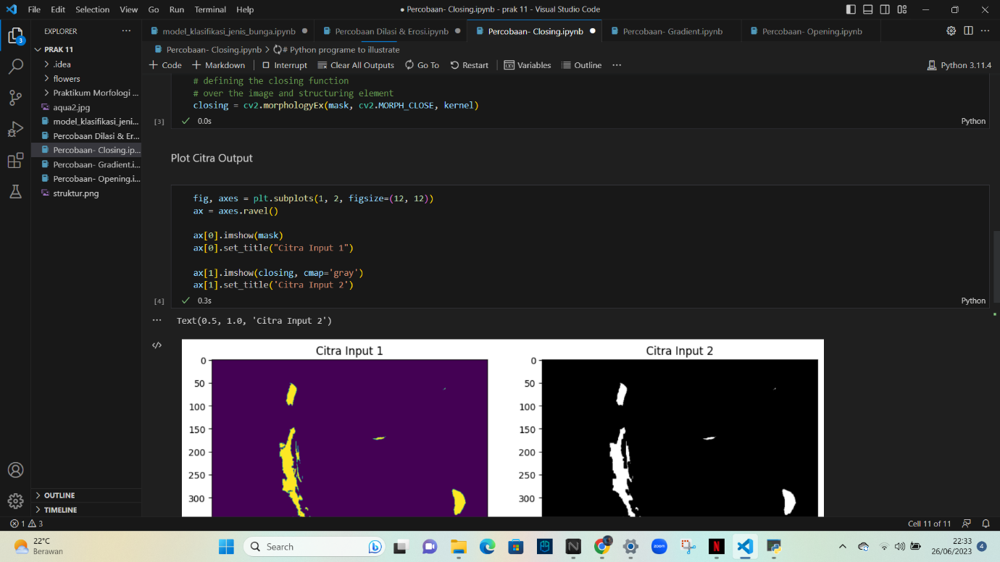 File Edit Selection View Go Run Terminal Help
● Percobaan- Closing.ipynb - prak 11 - Visual Studio Code
EXPLORER
model_klasifikasi_jenis_bunga.ipynb
Percobaan Dilasi & Erosi.ipynb
Percobaan- Closing.ipynb
Percobaan- Gradient.ipynb
Percobaan- Opening.ipynb
3
PRAK 11
.idea
flowers
Praktikum Morfologi ...
aqua2.jpg
model_klasifikasi_jeni...
Percobaan Dilasi & Er...
Percobaan- Closing.ip...
Percobaan- Gradient.i...
Percobaan- Opening.i...
struktur.png
OUTLINE
TIMELINE
Percobaan- Closing.ipynb > # Python programe to illustrate
+ Code + Markdown Interrupt Clear All Outputs Go To Restart Variables Outline ...
Python 3.11.4
# defining the closing function
# over the image and structuring element
closing = cv2.morphologyEx(mask, cv2.MORPH_CLOSE, kernel)
[3] ✓ 0.0s
Python
Plot Citra Output
fig, axes = plt.subplots(1, 2, figsize=(12, 12))
ax = axes.ravel()
ax[0].imshow(mask)
ax[0].set_title("Citra Input 1")
ax[1].imshow(closing, cmap='gray')
ax[1].set_title('Citra Input 2')
[4] ✓ 0.3s
Python
... Text(0.5, 1.0, 'Citra Input 2')
Citra Input 1
0
50
100
150
200
250
300
Citra Input 2
0
50
100
150
200
250
300
1 3
Cell 11 of 11
22°C
Berawan
Search
zoom
N
22:33
26/06/2023
4